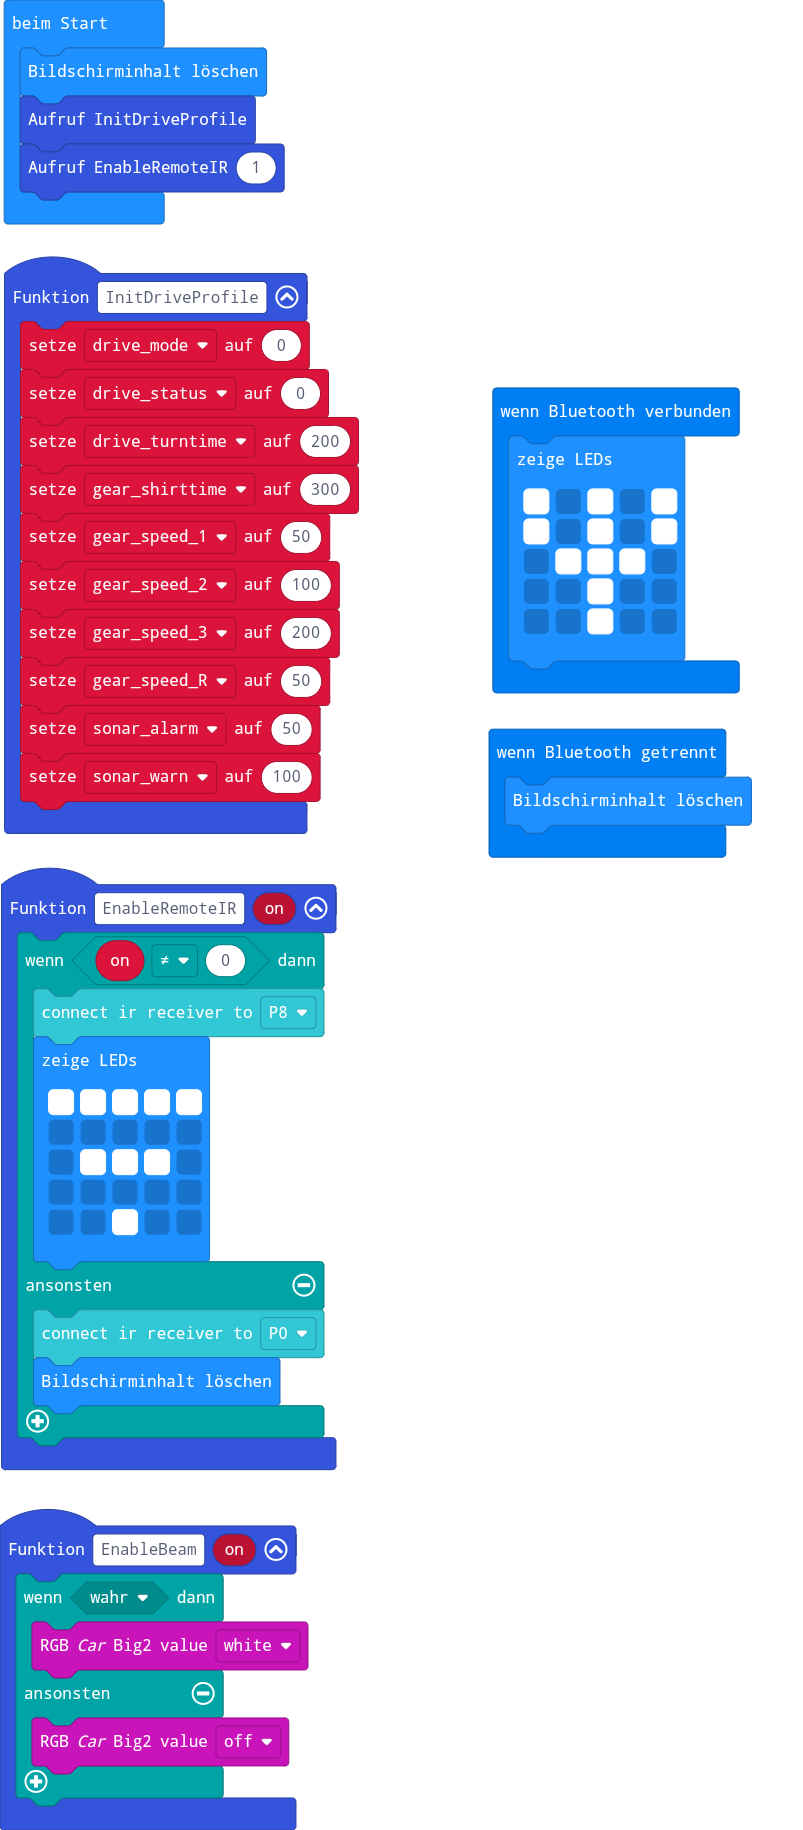 beim Start
Bildschirminhalt löschen
Aufruf InitDriveProfile
Aufruf EnableRemoteIR 1
Funktion InitDriveProfile
setze drive_mode auf 0
setze drive_status auf 0
setze drive_turntime auf 200
setze gear_shirttime auf 300
setze gear_speed_1 auf 50
setze gear_speed_2 auf 100
setze gear_speed_3 auf 200
setze gear_speed_R auf 50
setze sonar_alarm auf 50
setze sonar_warn auf 100
wenn Bluetooth verbunden
zeige LEDs
wenn Bluetooth getrennt
Bildschirminhalt löschen
Funktion EnableRemoteIR on
wenn on ≠ 0 dann
connect ir receiver to P8
zeige LEDs
ansonsten
connect ir receiver to P0
Bildschirminhalt löschen
Funktion EnableBeam on
wenn wahr dann
RGB Car Big2 value white
ansonsten
RGB Car Big2 value off